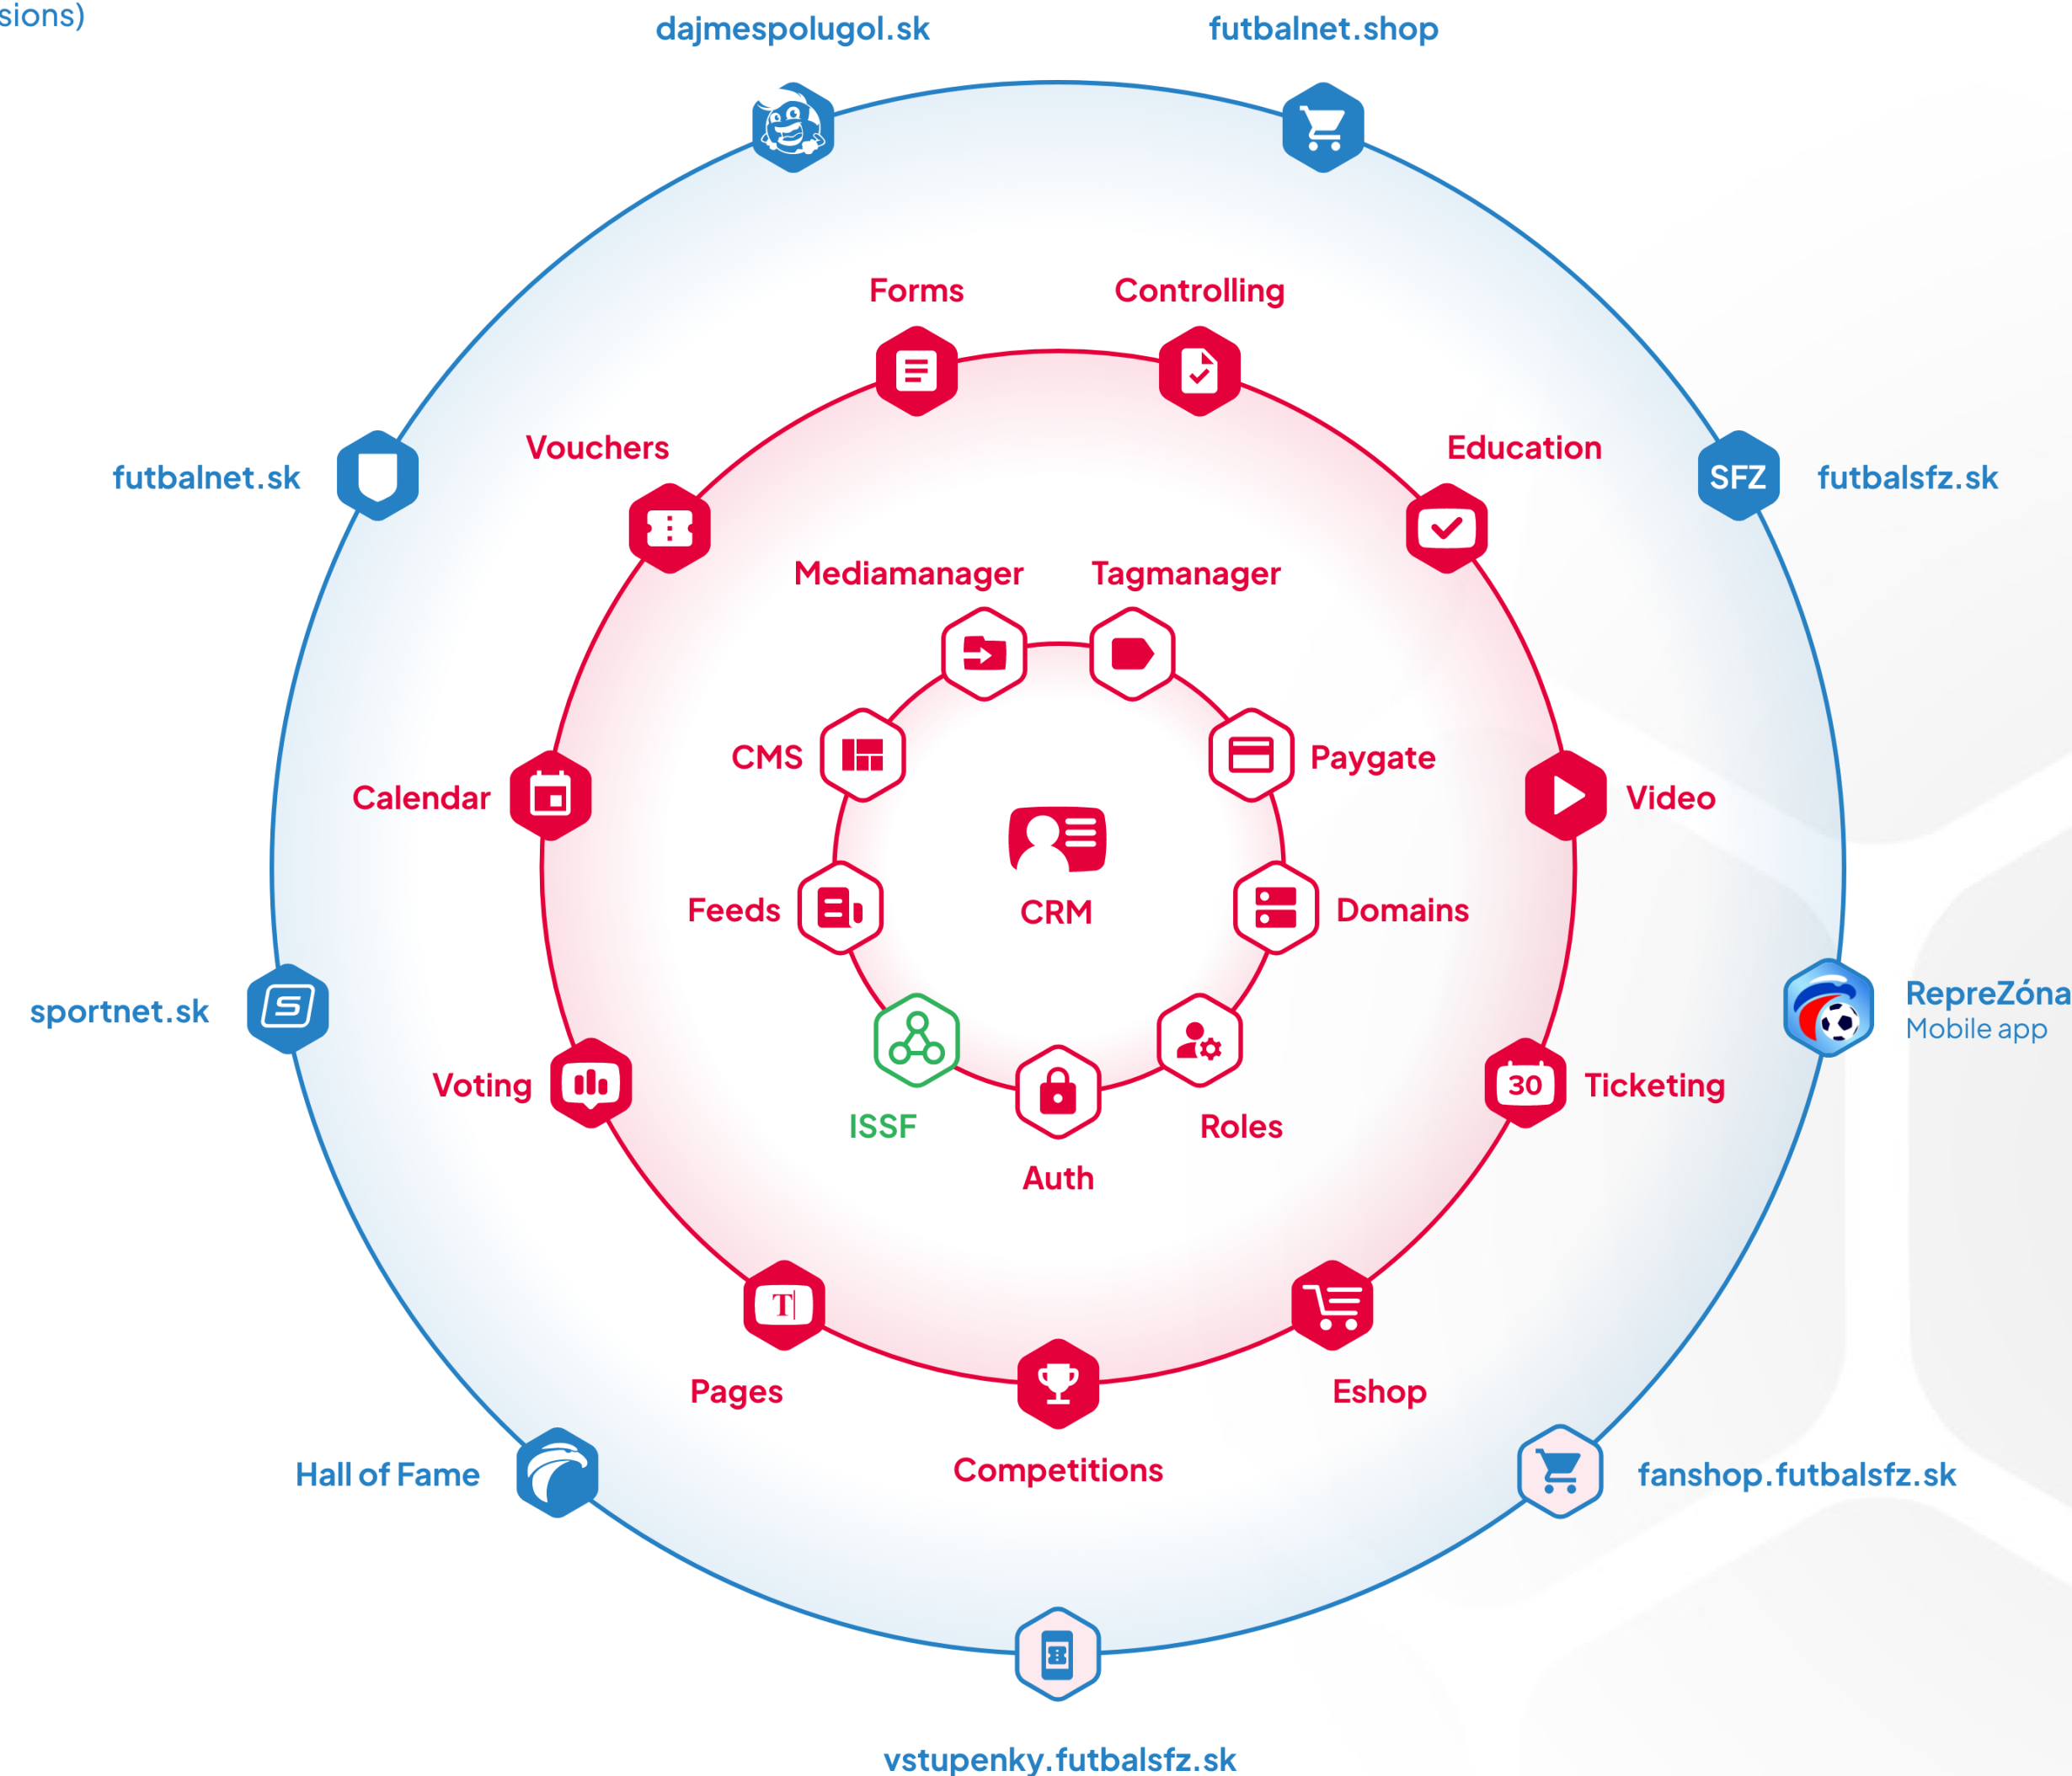 sions)
dajmespolugol.sk
futbalnet.shop
Forms
Controlling
Vouchers
Education
futbalnet.sk
SFZ
futbalsfz.sk
Mediamanager
Tagmanager
CMS
Paygate
Calendar
Video
CRM
Feeds
Domains
sportnet.sk
S
RepreZóna
Mobile app
Voting
30
Ticketing
ISSF
Roles
Auth
T
Pages
Eshop
Competitions
Hall of Fame
fanshop.futbalsfz.sk
vstupenky.futbalsfz.sk